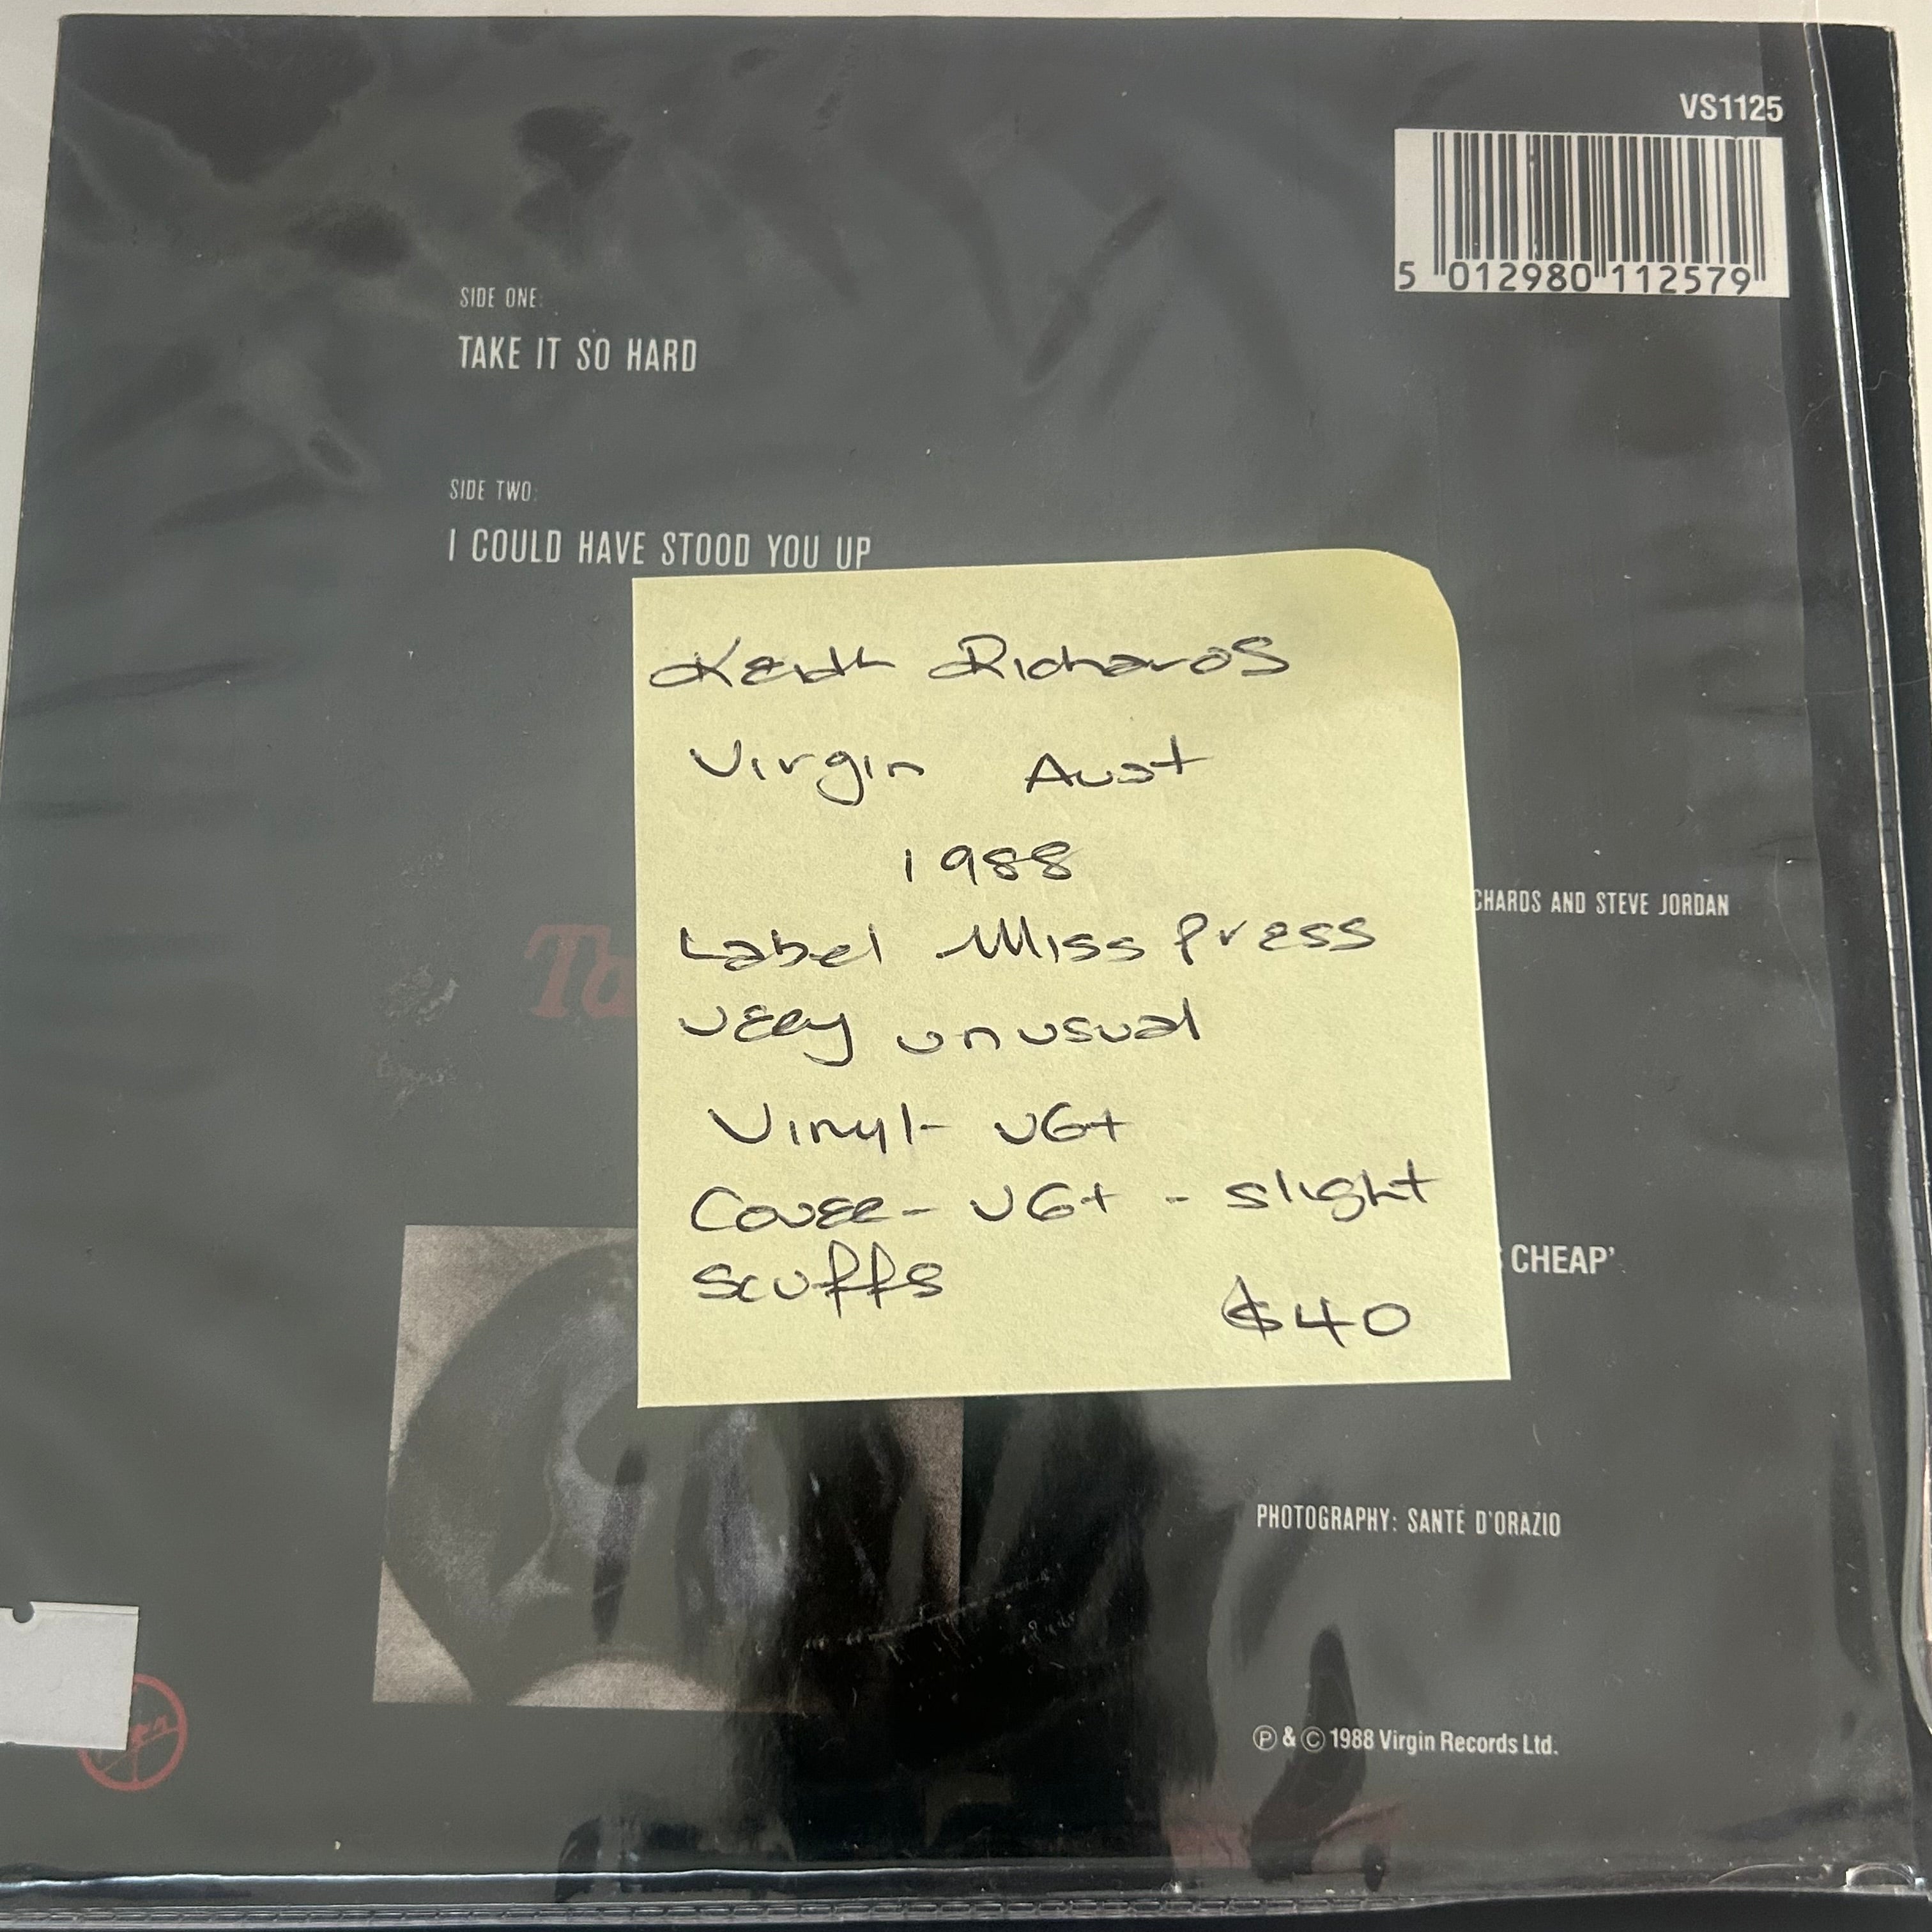 VS1125
5 012980 112579
SIDE ONE:
TAKE IT SO HARD
SIDE TWO:
I COULD HAVE STOOD YOU UP
Keith Richards
Virgin Aust
1988
Label Miss Press
Very unusual
Vinyl - VG+
Cover - VG+ - slight
scuffs
$40
CHARDS AND STEVE JORDAN
Ta
CHEAP'
PHOTOGRAPHY: SANTE D'ORAZIO
℗ & © 1988 Virgin Records Ltd.